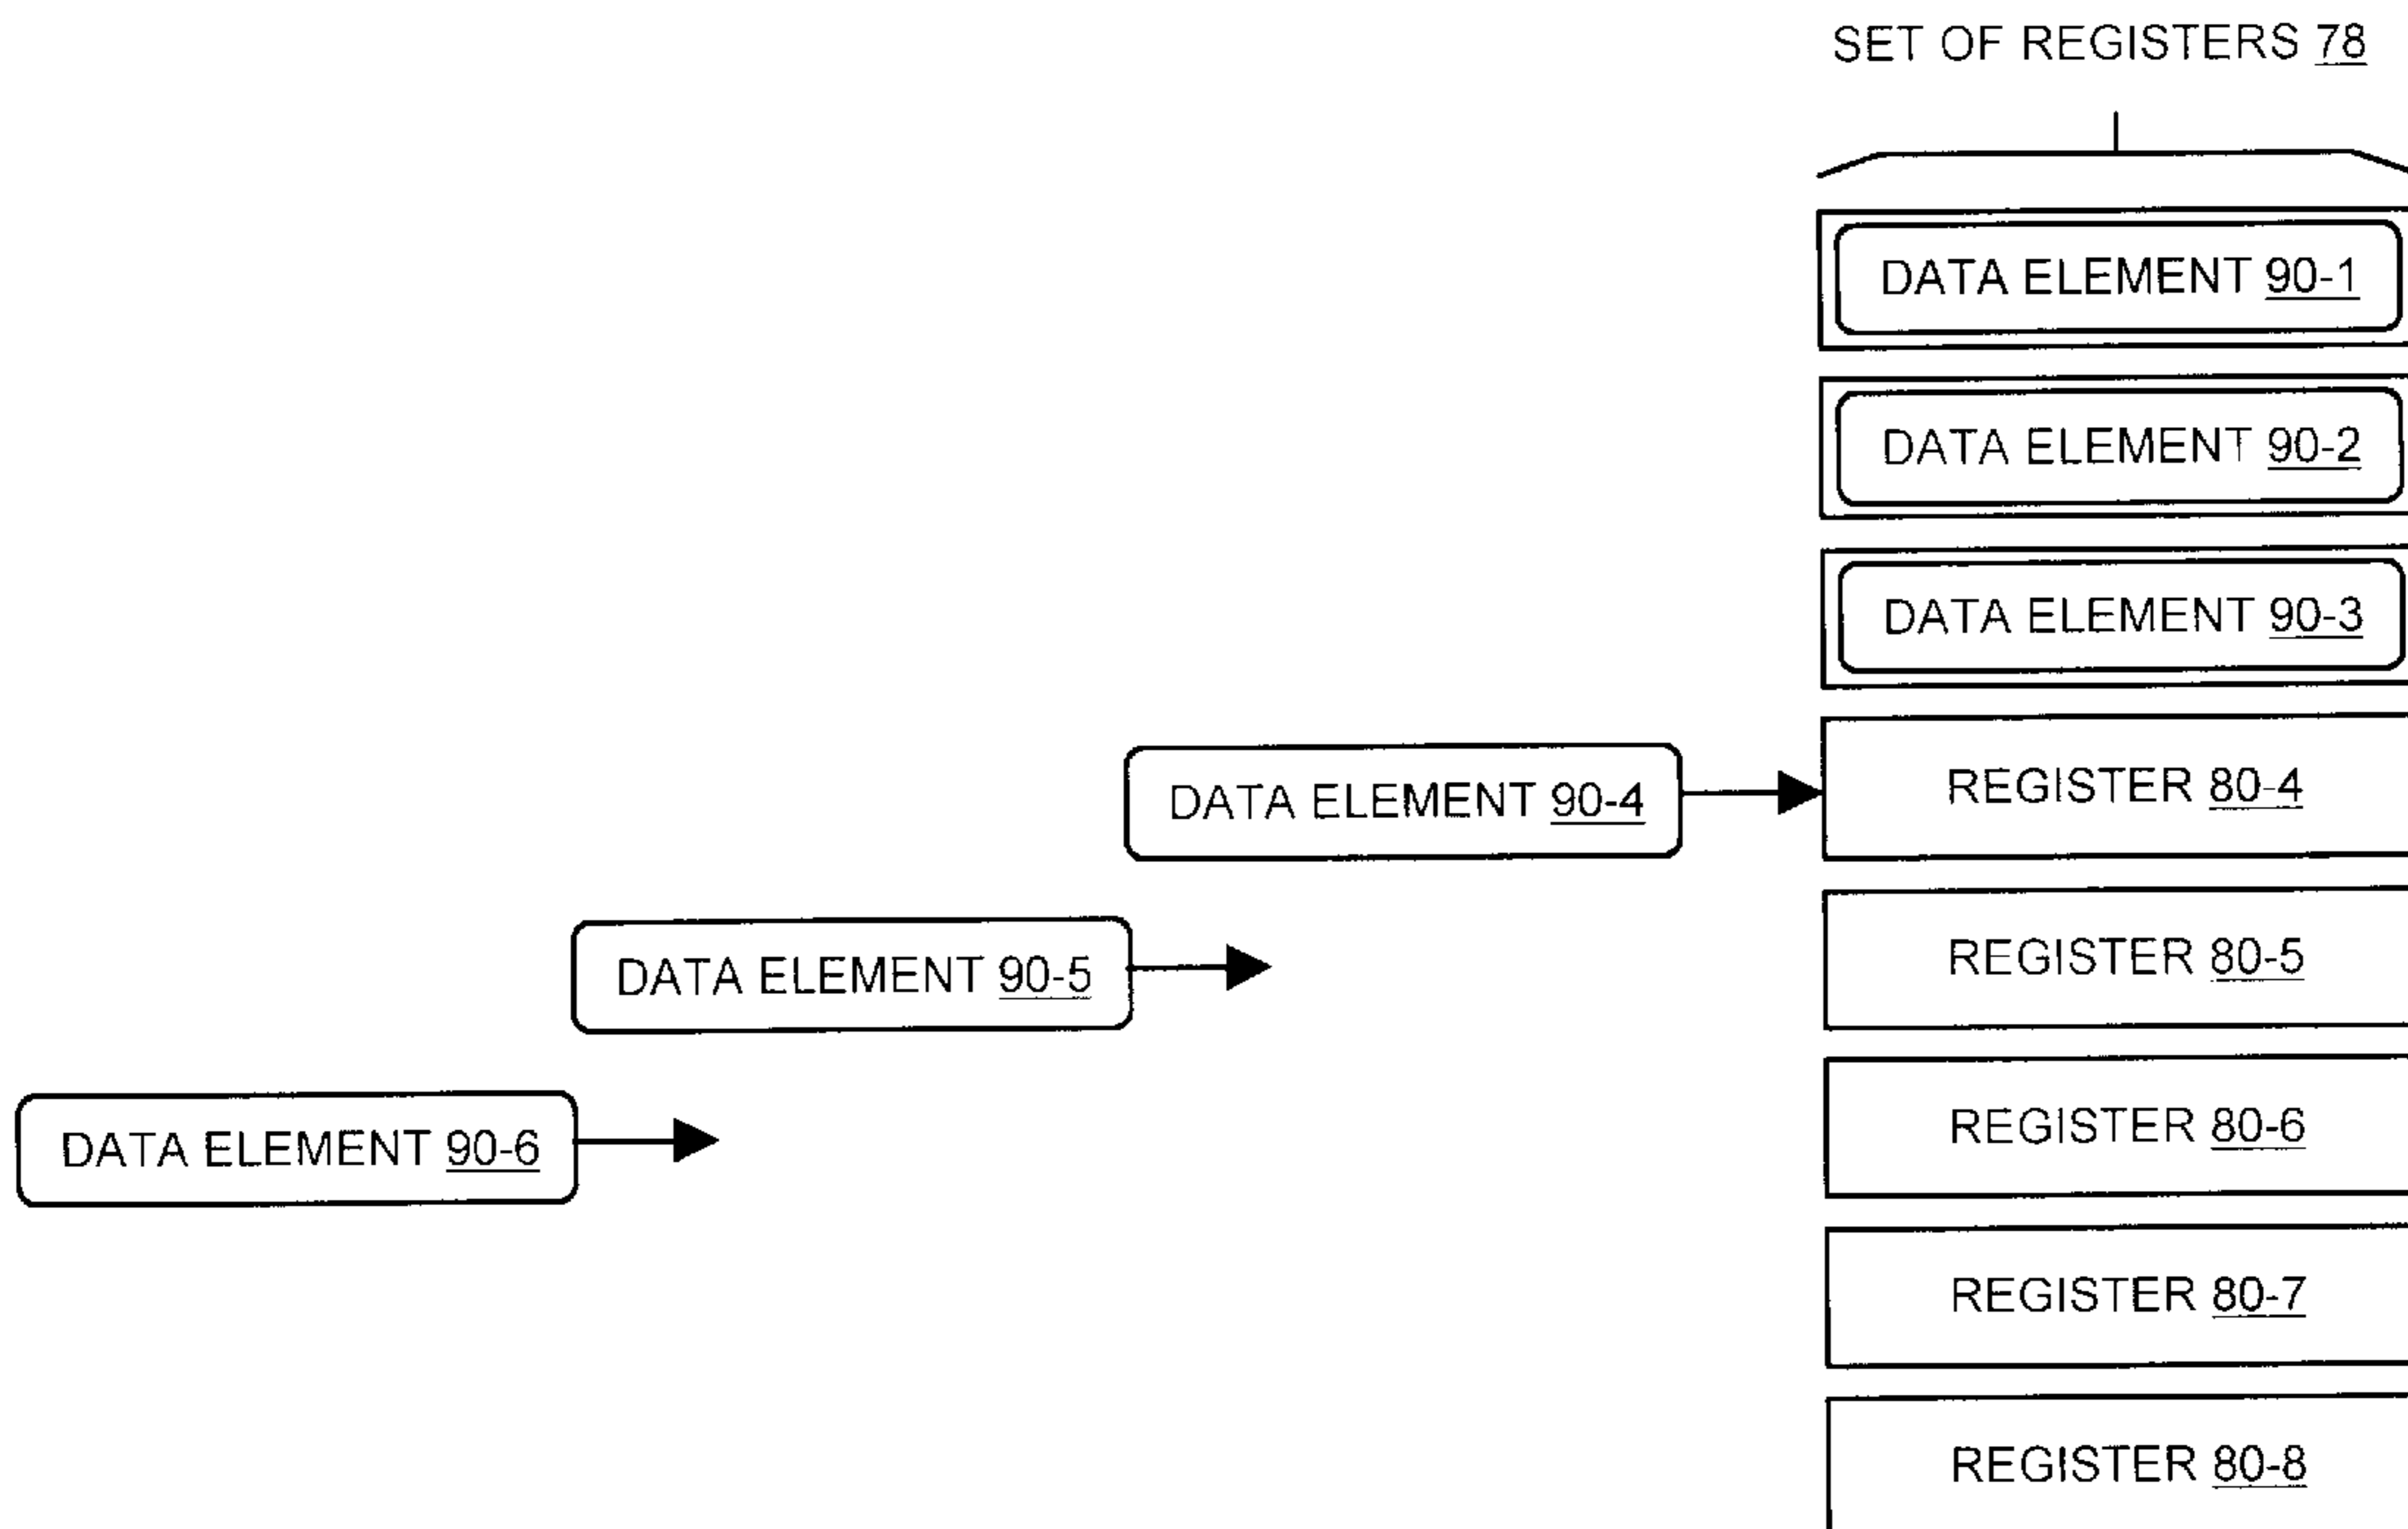 SET OF REGISTERS 78
DATA ELEMENT 90-1
DATA ELEMENT 90-2
DATA ELEMENT 90-3
DATA ELEMENT 90-4
REGISTER 80-4
DATA ELEMENT 90-5
REGISTER 80-5
DATA ELEMENT 90-6
REGISTER 80-6
REGISTER 80-7
REGISTER 80-8